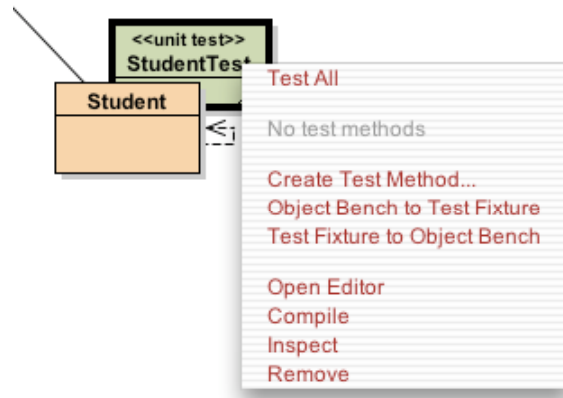 <<unit test>>
StudentTest
Student
Test All
No test methods
Create Test Method...
Object Bench to Test Fixture
Test Fixture to Object Bench
Open Editor
Compile
Inspect
Remove